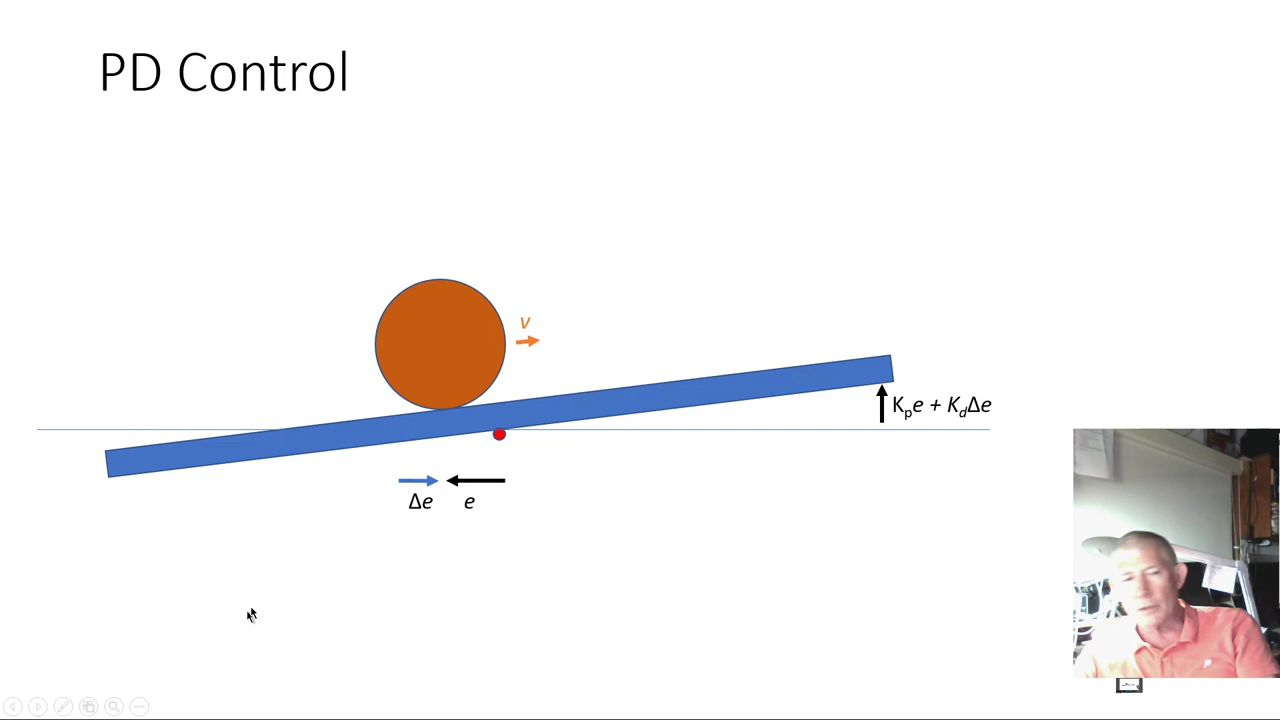 PD Control
v
Kpe + KdΔe
Δe
e